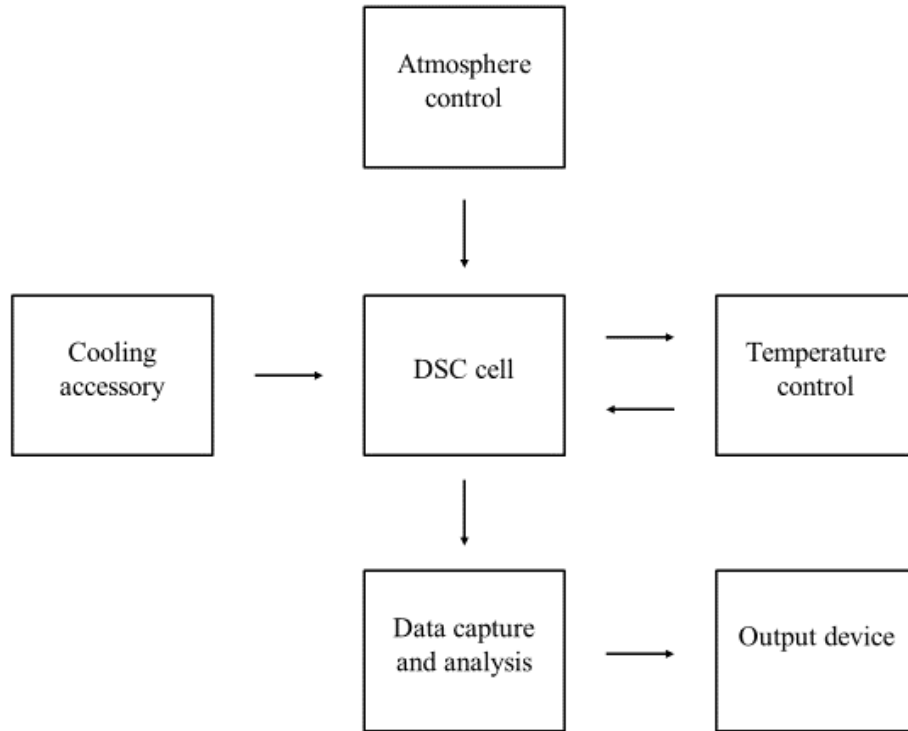 Atmosphere
control
Cooling
accessory
DSC cell
Temperature
control
Data capture
and analysis
Output device